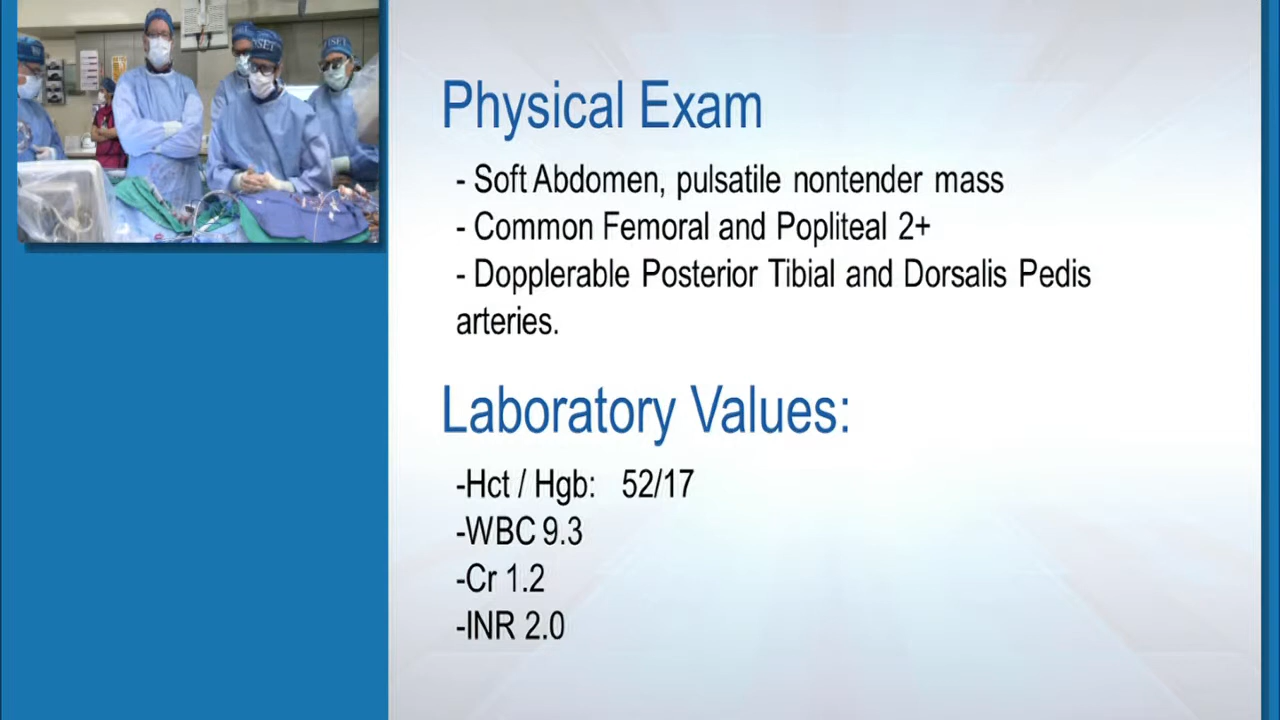 Physical Exam
- Soft Abdomen, pulsatile nontender mass
- Common Femoral and Popliteal 2+
- Dopplerable Posterior Tibial and Dorsalis Pedis
arteries.
Laboratory Values:
-Hct / Hgb: 52/17
-WBC 9.3
-Cr 1.2
-INR 2.0